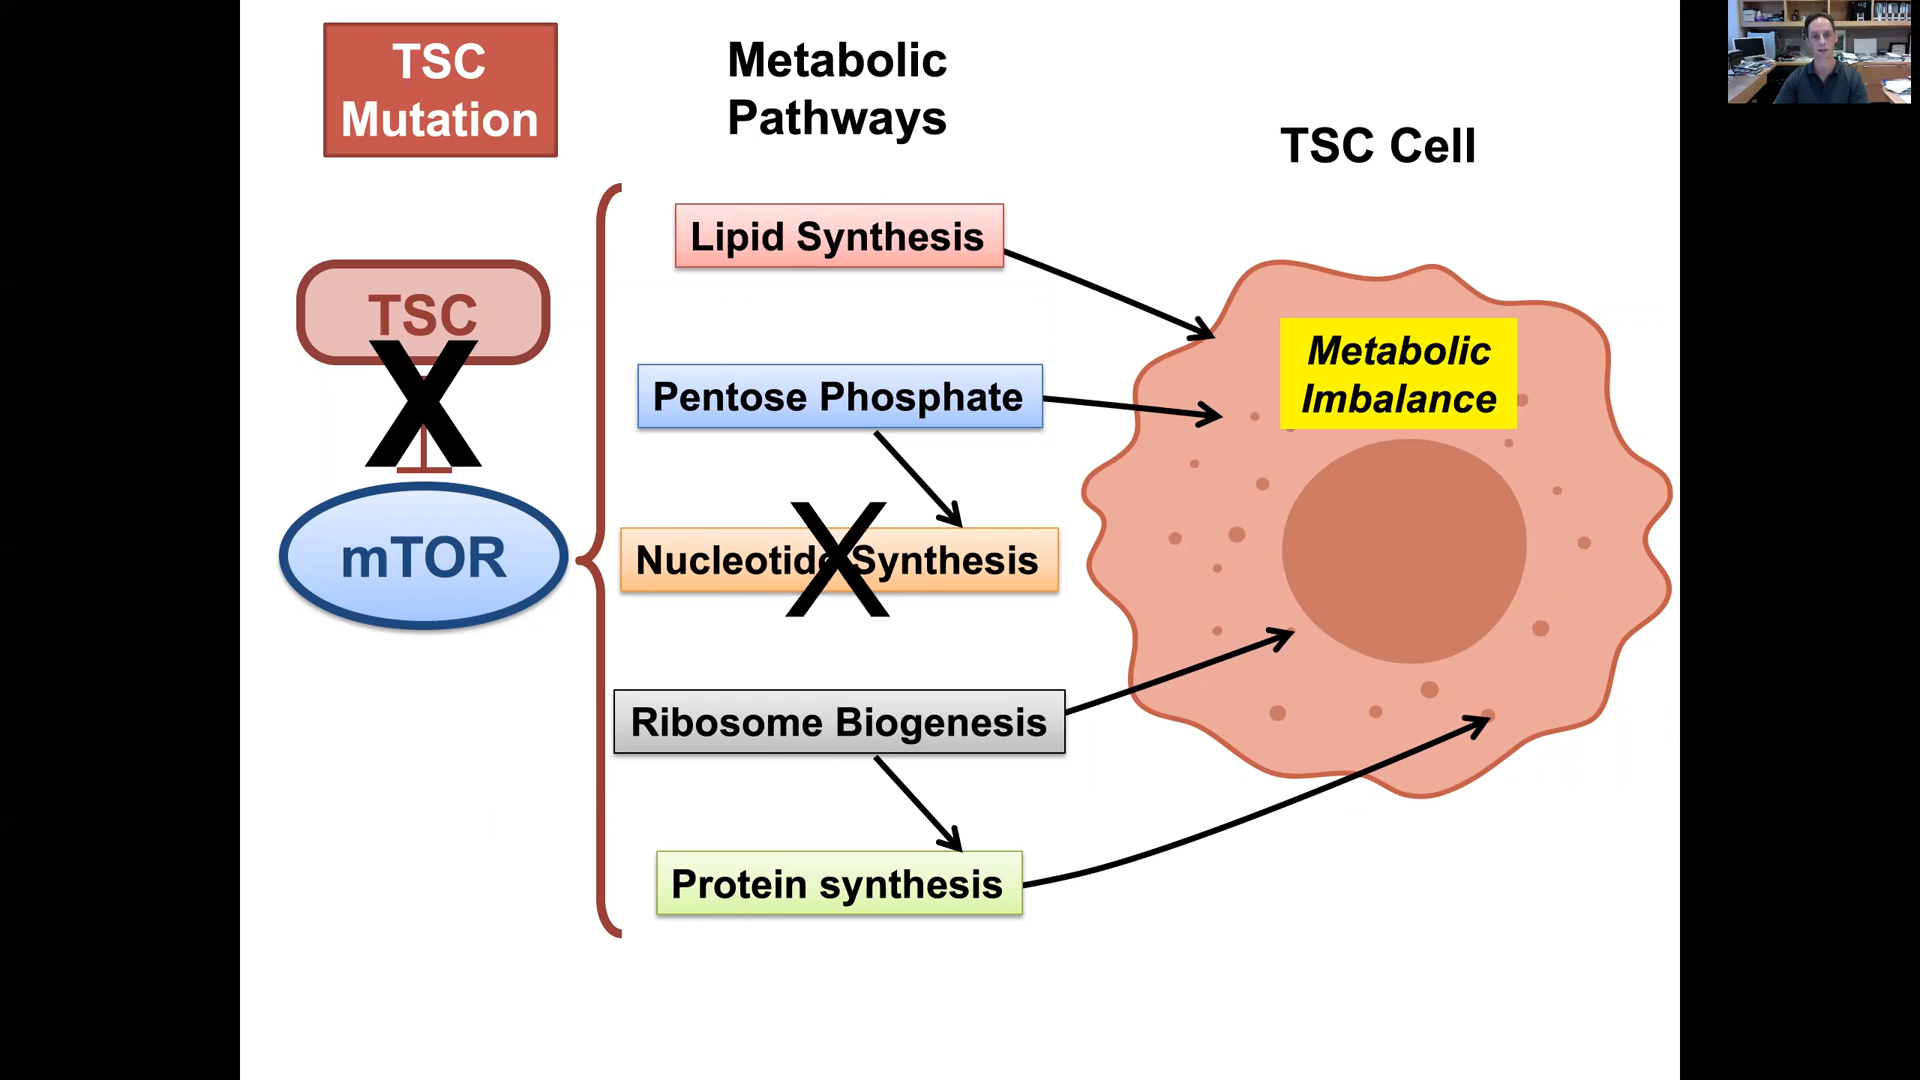 TSC
Mutation
Metabolic
Pathways
TSC Cell
Lipid Synthesis
TSC
Metabolic
Imbalance
Pentose Phosphate
X
mTOR
Nucleotide Synthesis
X
Ribosome Biogenesis
Protein synthesis